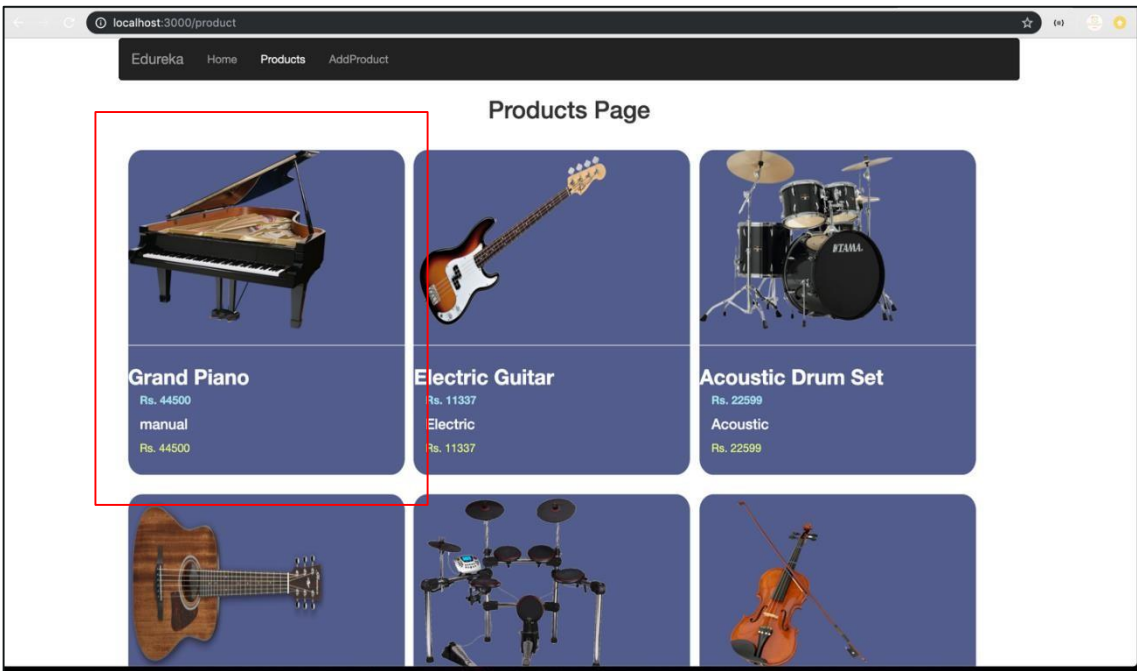 localhost:3000/product
Edureka Home Products AddProduct
Products Page
TAMA.
Grand Piano
Rs. 44500
manual
Rs. 44500
Electric Guitar
Rs. 11337
Electric
Rs. 11337
Acoustic Drum Set
Rs. 22599
Acoustic
Rs. 22599